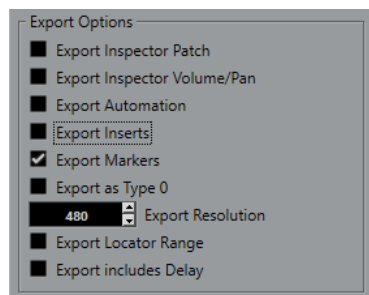 Export Options
Export Inspector Patch
Export Inspector Volume/Pan
Export Automation
Export Inserts
Export Markers
Export as Type 0
480 Export Resolution
Export Locator Range
Export includes Delay